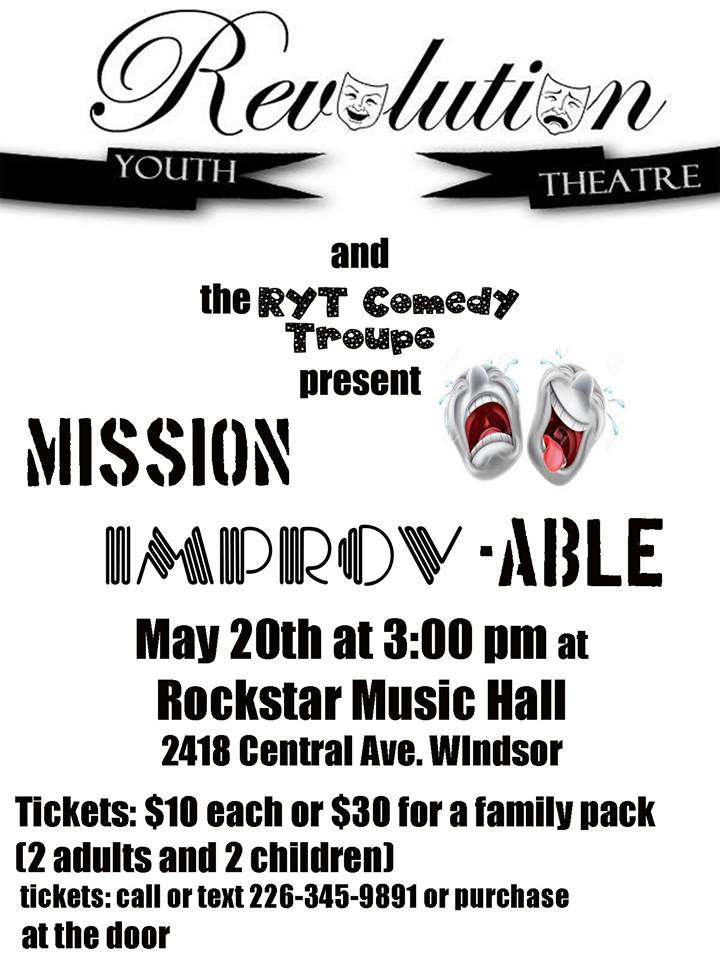 Revolution
YOUTH THEATRE
and
the RYT Comedy
Troupe
present
MISSION
IMPROV-ABLE
May 20th at 3:00 pm at
Rockstar Music Hall
2418 Central Ave. WIndsor
Tickets: $10 each or $30 for a family pack
(2 adults and 2 children)
tickets: call or text 226-345-9891 or purchase
at the door